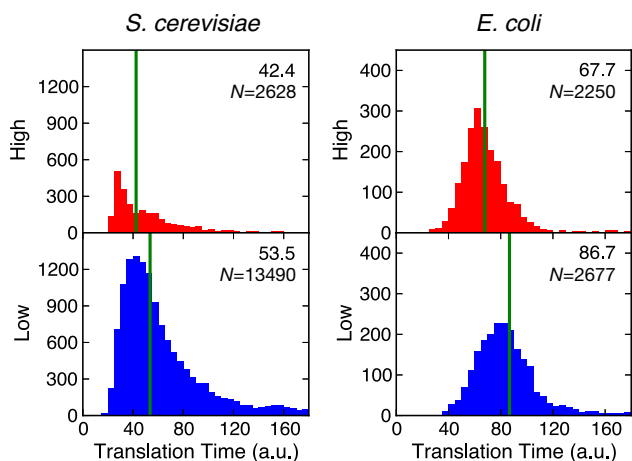 S. cerevisiae
E. coli
High
1200
900
600
300
0
42.4
N=2628
High
400
300
200
100
0
67.7
N=2250
Low
1200
900
600
300
0
53.5
N=13490
Low
400
300
200
100
0
86.7
N=2677
0 40 80 120 160
Translation Time (a.u.)
0 40 80 120 160
Translation Time (a.u.)